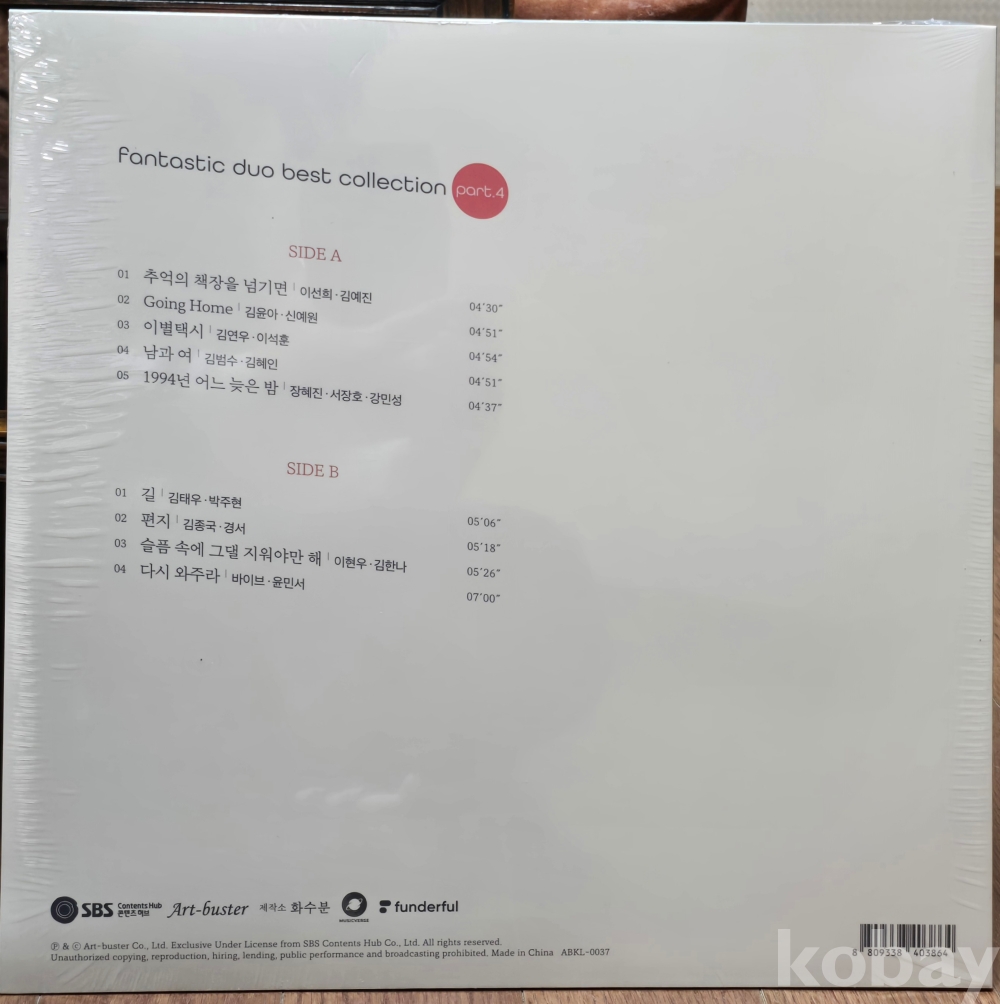 fantastic duo best collection part.4
SIDE A
01 추억의 책장을 넘기면 | 이선희·김예진 04'30"
02 Going Home | 김윤아·신예원 04'51"
03 이별택시 | 김연우·이석훈 04'54"
04 남과 여 | 김범수·김혜인 04'51"
05 1994년 어느 늦은 밤 | 장혜진·서장호·강민성 04'37"
SIDE B
01 길 | 김태우·박주현 05'06"
02 편지 | 김종국·경서 05'18"
03 슬픔 속에 그댈 지워야만 해 | 이현우·김한나 05'26"
04 다시 와주라 | 바이브·윤민서 07'00"
SBS Contents Hub 콘텐츠허브 Art-buster 제작소 화수분 MUSICVERSE funderful
Ⓟ & ⓒ Art-buster Co., Ltd. Exclusive Under License from SBS Contents Hub Co., Ltd. All rights reserved.
Unauthorized copying, reproduction, hiring, lending, public performance and broadcasting prohibited. Made in China ABKL-0037
8 809338 403864
kobay